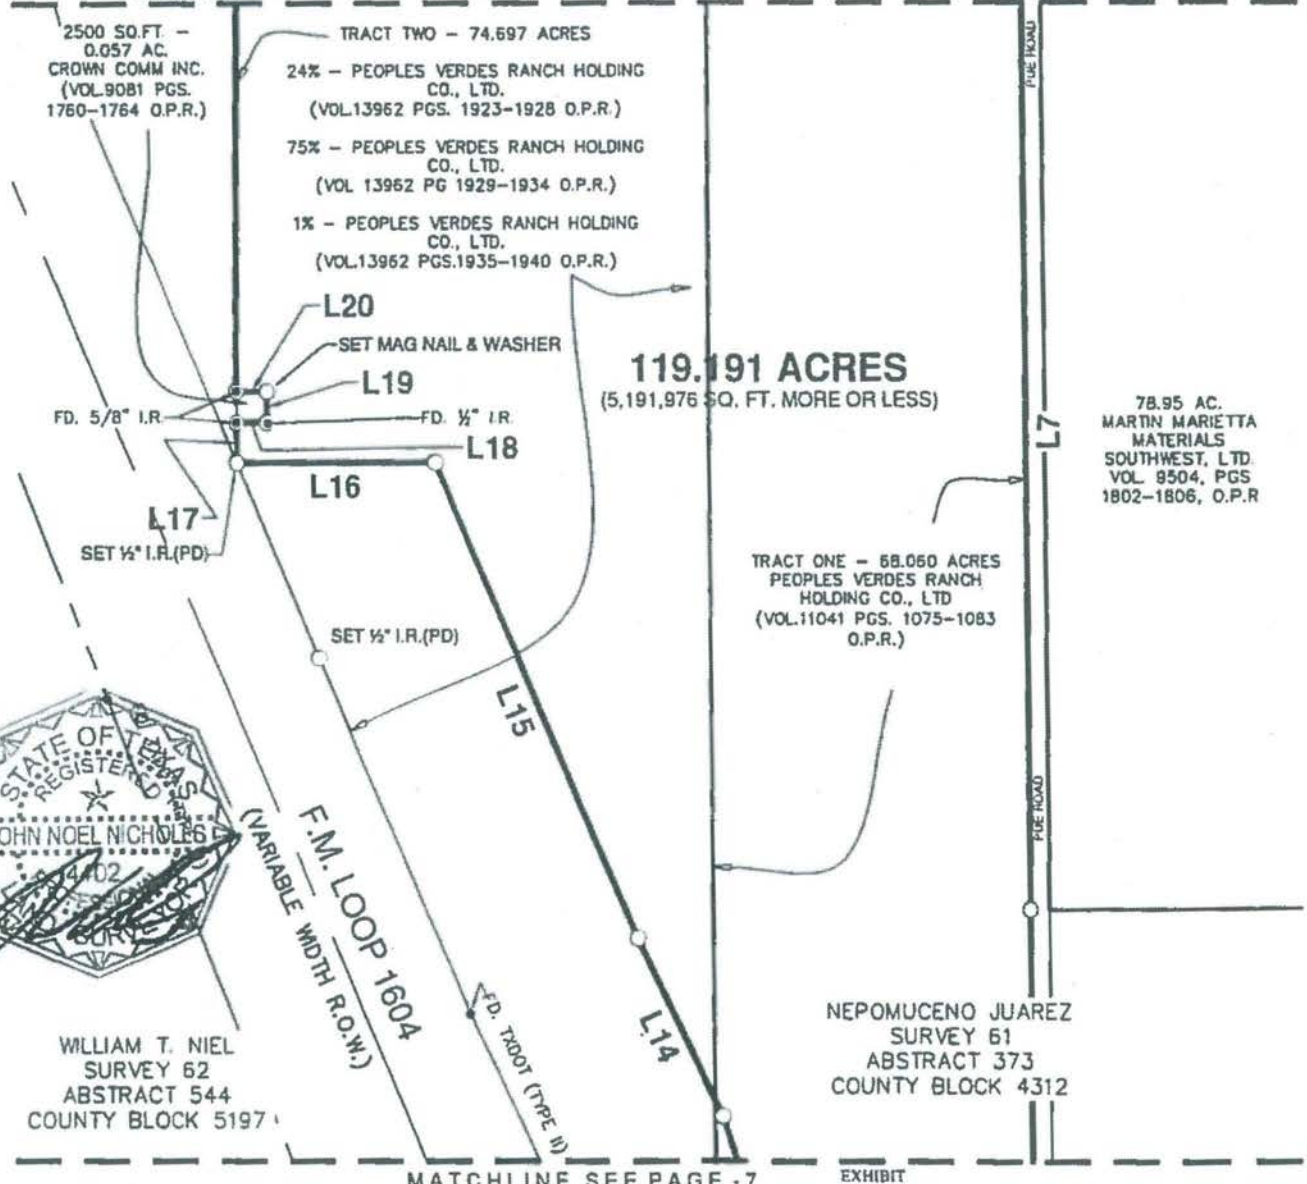 2500 SQ.FT. –
0.057 AC.
CROWN COMM INC.
(VOL.9081 PGS.
1760–1764 O.P.R.)
TRACT TWO – 74.697 ACRES
24% – PEOPLES VERDES RANCH HOLDING
CO., LTD.
(VOL.13962 PGS. 1923–1928 O.P.R.)
75% – PEOPLES VERDES RANCH HOLDING
CO., LTD.
(VOL 13962 PG 1929–1934 O.P.R.)
1% – PEOPLES VERDES RANCH HOLDING
CO., LTD.
(VOL.13962 PGS.1935–1940 O.P.R.)
PUE ROAD
L20
SET MAG NAIL & WASHER
L19
FD. 5/8" I.R.
FD. ½" I.R.
L18
L16
L17
SET ½" I.R.(PD)
119.191 ACRES
(5,191,976 SQ. FT. MORE OR LESS)
L7
78.95 AC.
MARTIN MARIETTA
MATERIALS
SOUTHWEST, LTD.
VOL. 9504, PGS
1802–1806, O.P.R
TRACT ONE – 68.060 ACRES
PEOPLES VERDES RANCH
HOLDING CO., LTD
(VOL.11041 PGS. 1075–1083
O.P.R.)
SET ½" I.R.(PD)
L15
STATE OF TEXAS
REGISTERED
JOHN NOEL NICHOLS
4402
SURVEYOR
F.M. LOOP 1604
(VARIABLE WIDTH R.O.W.)
FD. TXDOT (TYPE II)
L14
PUE ROAD
WILLIAM T. NIEL
SURVEY 62
ABSTRACT 544
COUNTY BLOCK 5197
NEPOMUCENO JUAREZ
SURVEY 61
ABSTRACT 373
COUNTY BLOCK 4312
MATCHLINE SEE PAGE -7
EXHIBIT